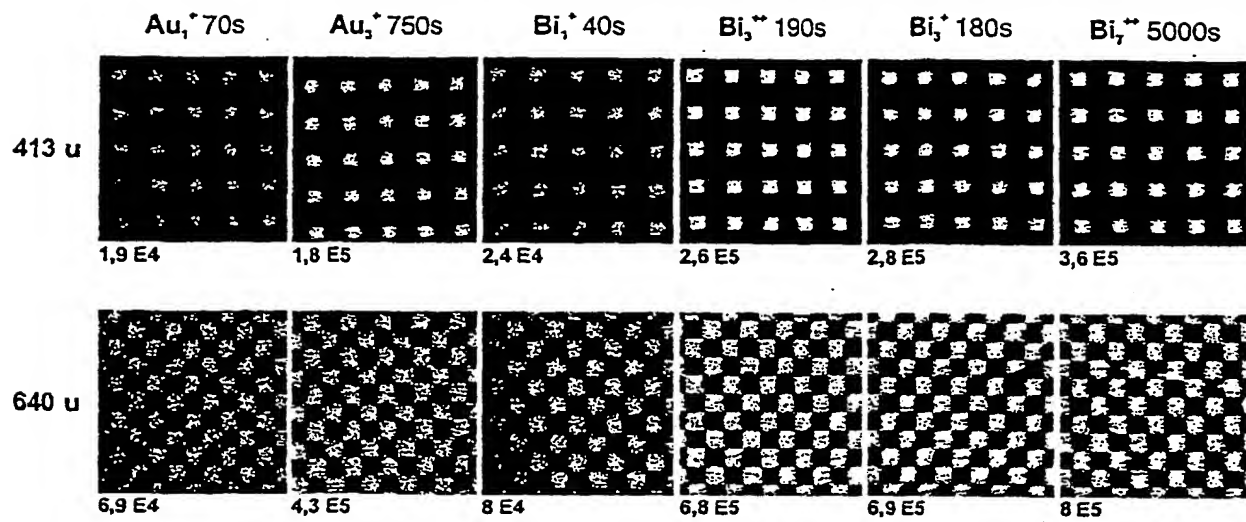 Au₁⁺ 70s Au₃⁺ 750s Bi₁⁺ 40s Bi₃⁺⁺ 190s Bi₃⁺ 180s Bi₇⁺⁺ 5000s
413 u
1,9 E4 1,8 E5 2,4 E4 2,6 E5 2,8 E5 3,6 E5
640 u
6,9 E4 4,3 E5 8 E4 6,8 E5 6,9 E5 8 E5